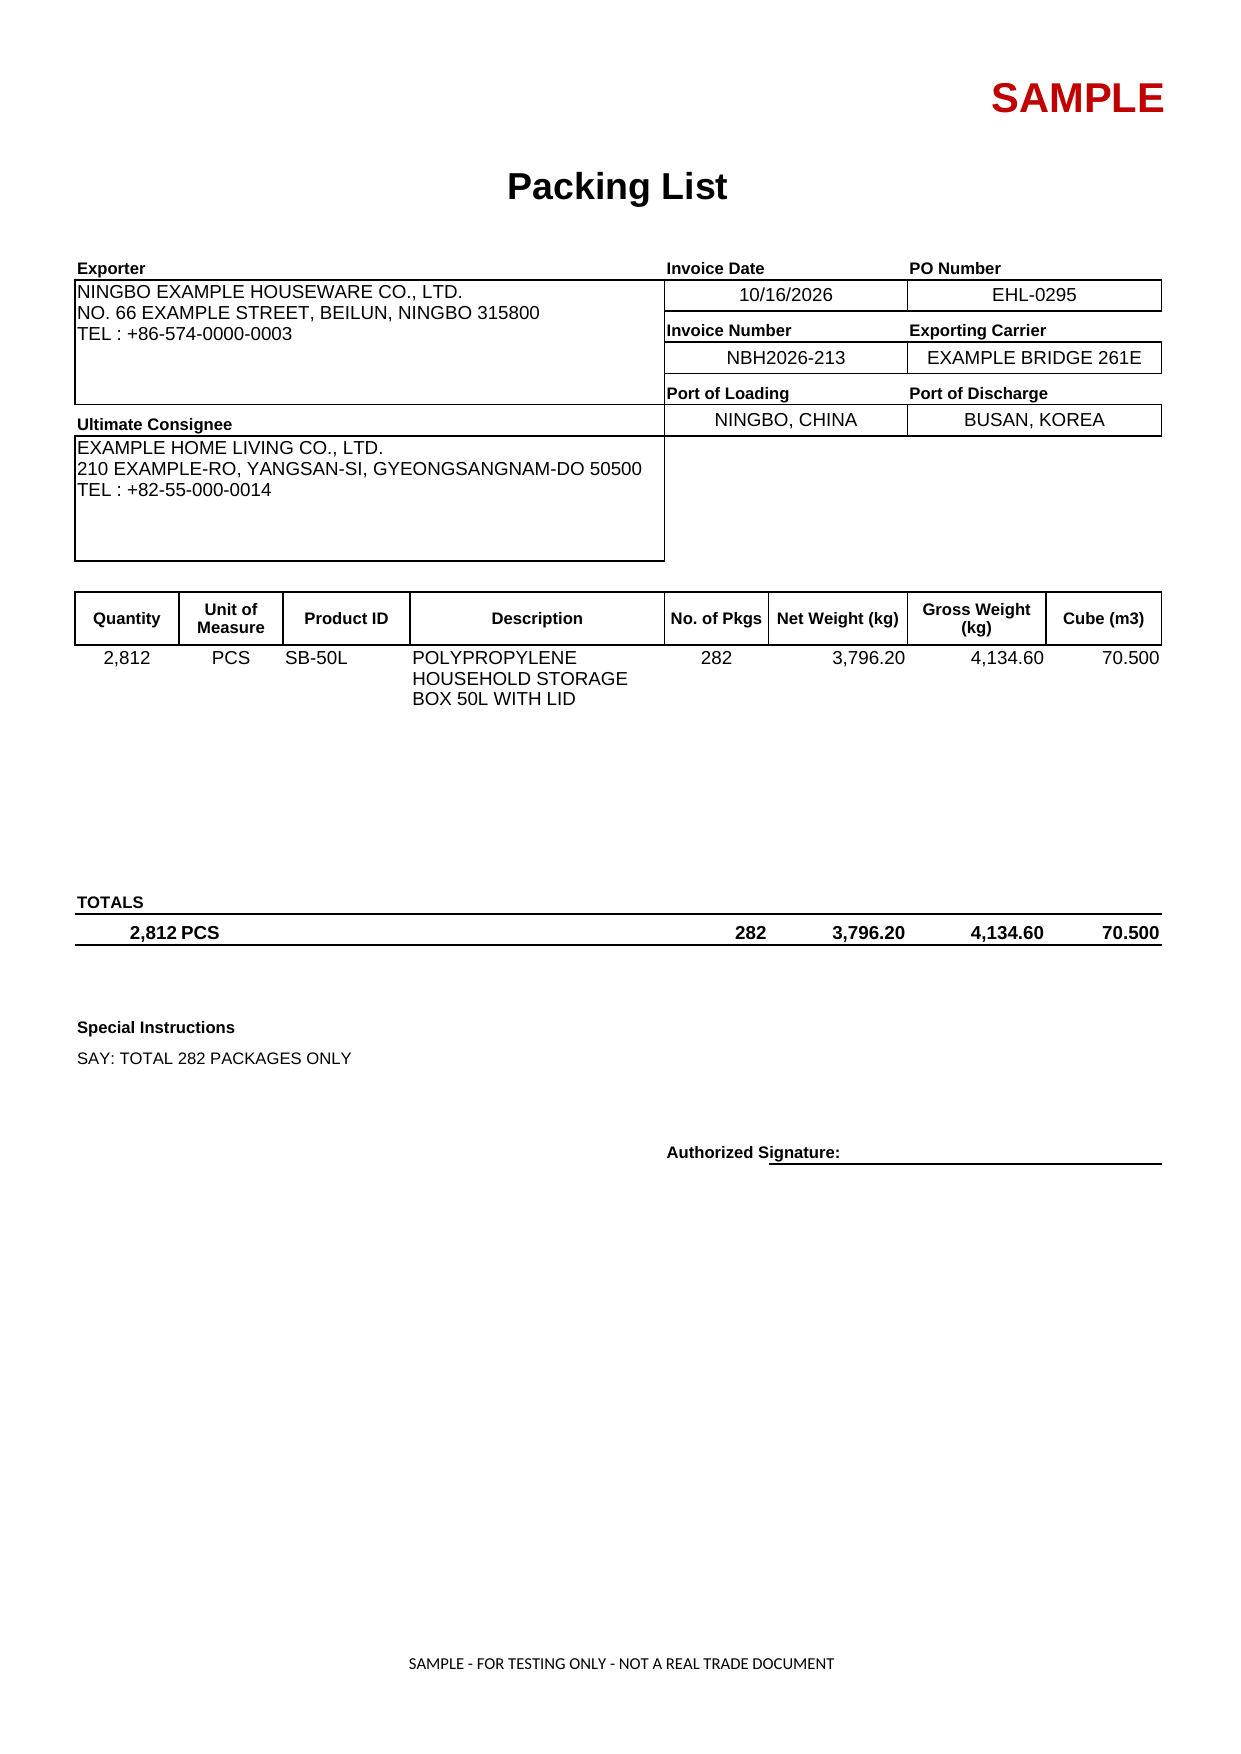 SAMPLE
Packing List
Exporter
Invoice Date
PO Number
NINGBO EXAMPLE HOUSEWARE CO., LTD.
NO. 66 EXAMPLE STREET, BEILUN, NINGBO 315800
TEL : +86-574-0000-0003
10/16/2026
EHL-0295
Invoice Number
Exporting Carrier
NBH2026-213
EXAMPLE BRIDGE 261E
Port of Loading
Port of Discharge
NINGBO, CHINA
BUSAN, KOREA
Ultimate Consignee
EXAMPLE HOME LIVING CO., LTD.
210 EXAMPLE-RO, YANGSAN-SI, GYEONGSANGNAM-DO 50500
TEL : +82-55-000-0014
Quantity
Unit of
Measure
Product ID
Description
No. of Pkgs
Net Weight (kg)
Gross Weight
(kg)
Cube (m3)
2,812 PCS SB-50L POLYPROPYLENE 282 3,796.20 4,134.60 70.500
HOUSEHOLD STORAGE
BOX 50L WITH LID
TOTALS
2,812 PCS 282 3,796.20 4,134.60 70.500
Special Instructions
SAY: TOTAL 282 PACKAGES ONLY
Authorized Signature:
SAMPLE - FOR TESTING ONLY - NOT A REAL TRADE DOCUMENT